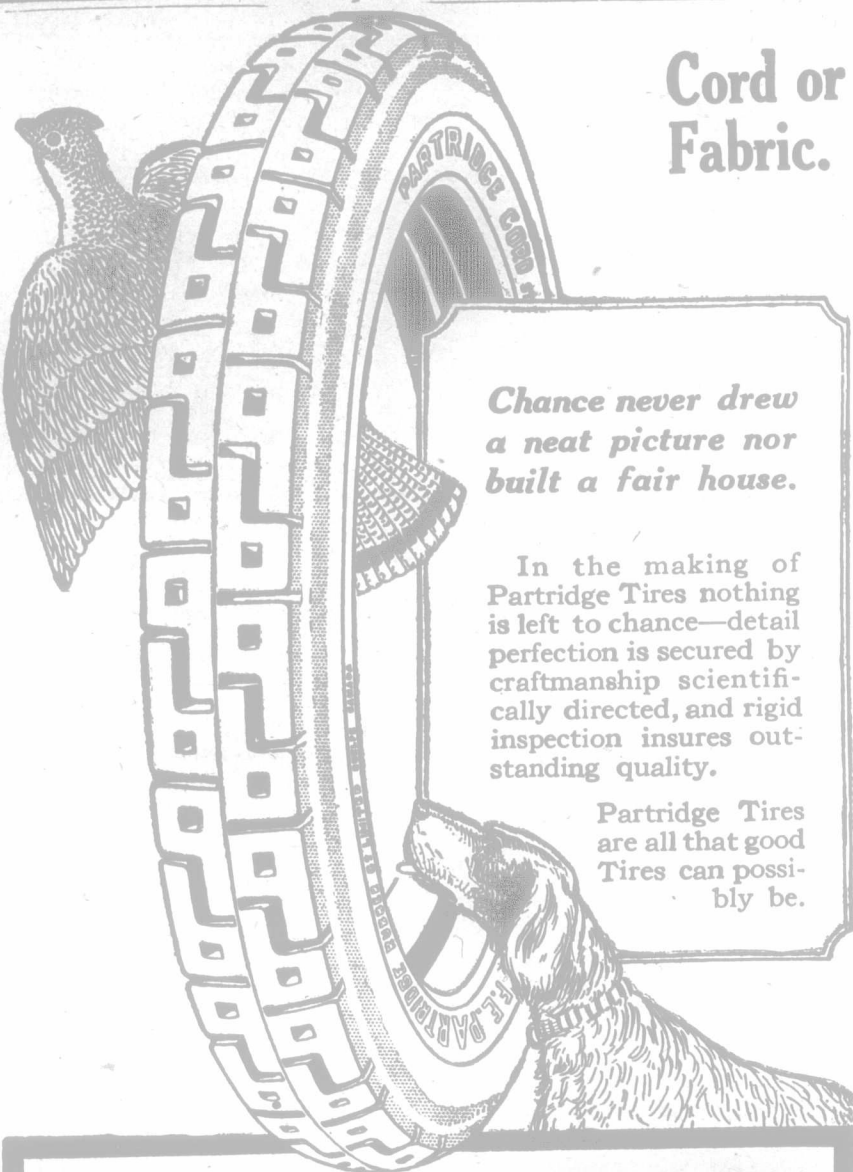 Cord or
Fabric.
PARTRIDGE CORD
Chance never drew
a neat picture nor
built a fair house.
In the making of
Partridge Tires nothing
is left to chance—detail
perfection is secured by
craftmanship scientifi-
cally directed, and rigid
inspection insures out-
standing quality.
Partridge Tires
are all that good
Tires can possi-
bly be.
F.E. PARTRIDGE RUBBER